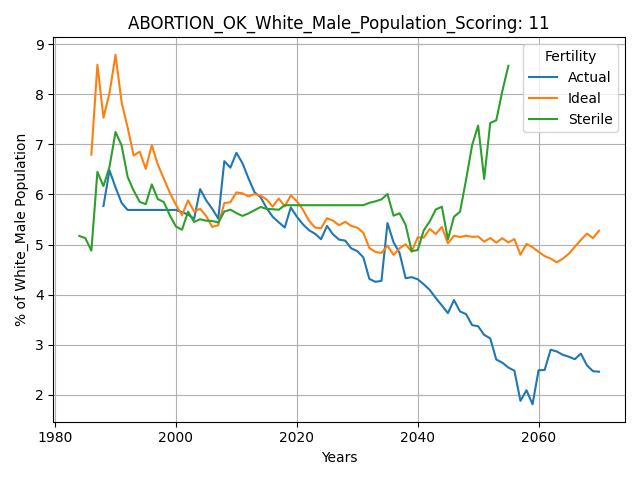 ABORTION_OK_White_Male_Population_Scoring: 11
Fertility
Actual
Ideal
Sterile
% of White_Male Population
9
8
7
6
5
4
3
2
1980 2000 2020 2040 2060
Years